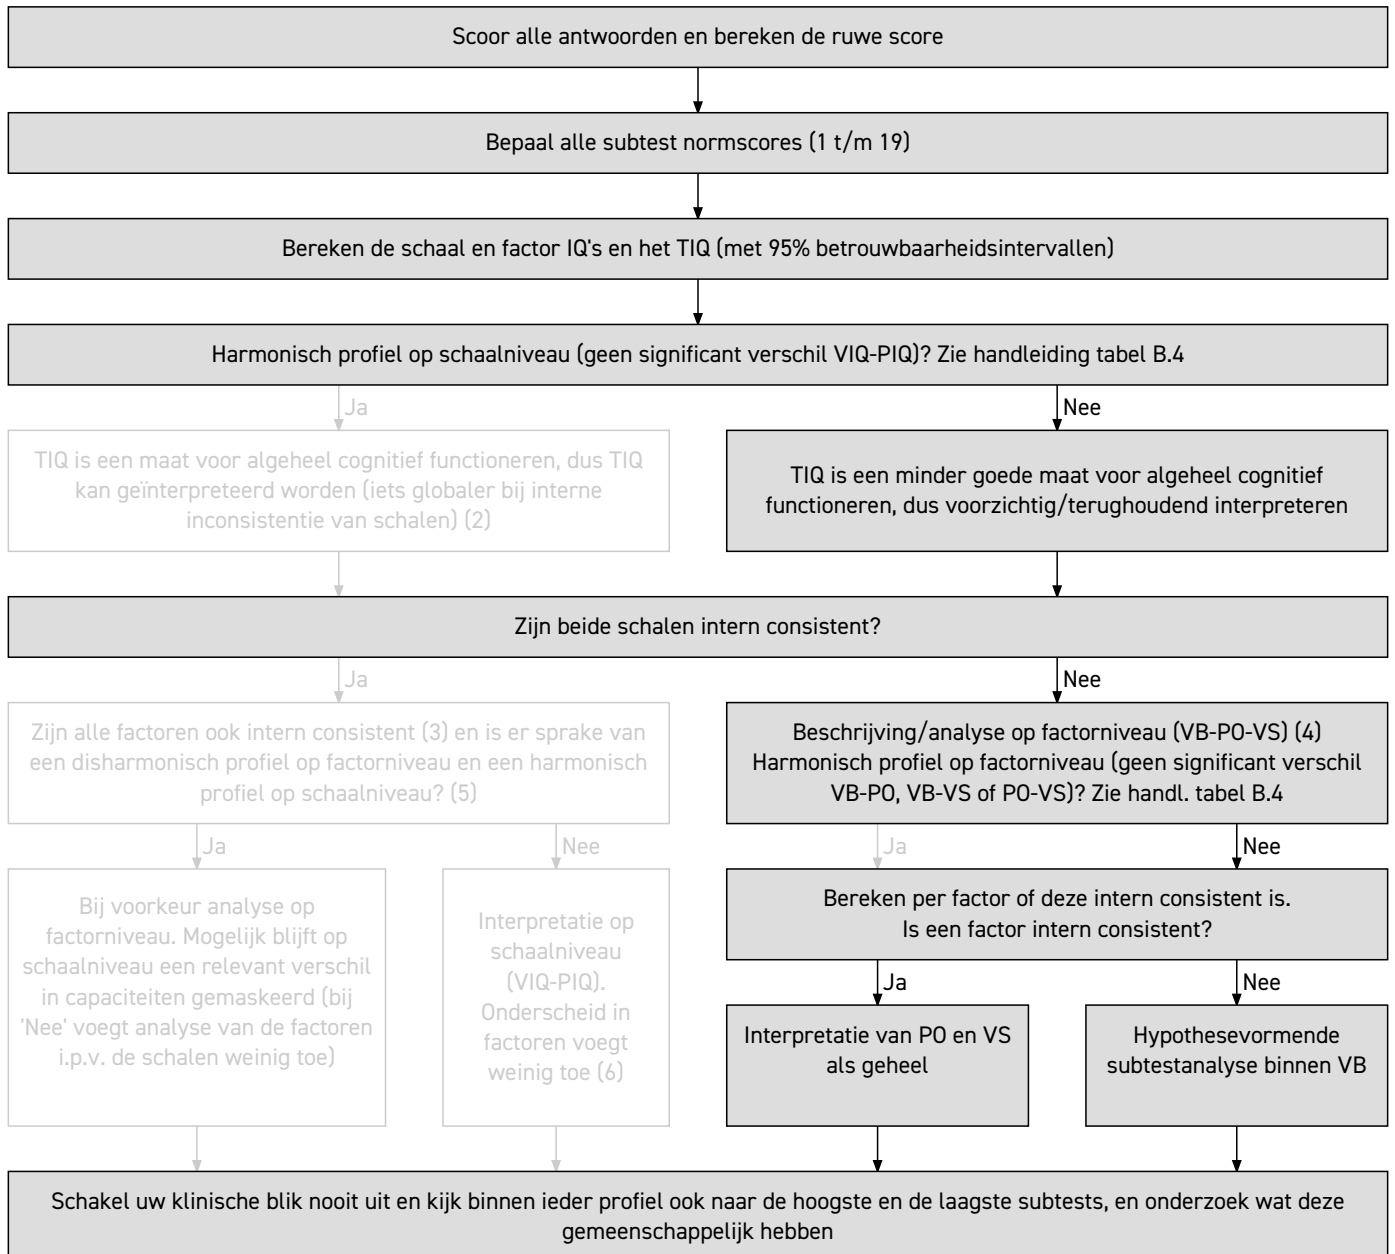 Scoor alle antwoorden en bereken de ruwe score
Bepaal alle subtest normscores (1 t/m 19)
Bereken de schaal en factor IQ's en het TIQ (met 95% betrouwbaarheidsintervallen)
Harmonisch profiel op schaalniveau (geen significant verschil VIQ-PIQ)? Zie handleiding tabel B.4
Ja
Nee
TIQ is een maat voor algeheel cognitief functioneren, dus TIQ
kan geïnterpreteerd worden (iets globaler bij interne
inconsistentie van schalen) (2)
TIQ is een minder goede maat voor algeheel cognitief
functioneren, dus voorzichtig/terughoudend interpreteren
Zijn beide schalen intern consistent?
Ja
Nee
Zijn alle factoren ook intern consistent (3) en is er sprake van
een disharmonisch profiel op factorniveau en een harmonisch
profiel op schaalniveau? (5)
Beschrijving/analyse op factorniveau (VB-PO-VS) (4)
Harmonisch profiel op factorniveau (geen significant verschil
VB-PO, VB-VS of PO-VS)? Zie handl. tabel B.4
Ja
Nee
Ja
Nee
Bij voorkeur analyse op
factorniveau. Mogelijk blijft op
schaalniveau een relevant verschil
in capaciteiten gemaskeerd (bij
'Nee' voegt analyse van de factoren
i.p.v. de schalen weinig toe)
Interpretatie op
schaalniveau
(VIQ-PIQ).
Onderscheid in
factoren voegt
weinig toe (6)
Bereken per factor of deze intern consistent is.
Is een factor intern consistent?
Ja
Nee
Interpretatie van PO en VS
als geheel
Hypothesevormende
subtestanalyse binnen VB
Schakel uw klinische blik nooit uit en kijk binnen ieder profiel ook naar de hoogste en de laagste subtests, en onderzoek wat deze
gemeenschappelijk hebben